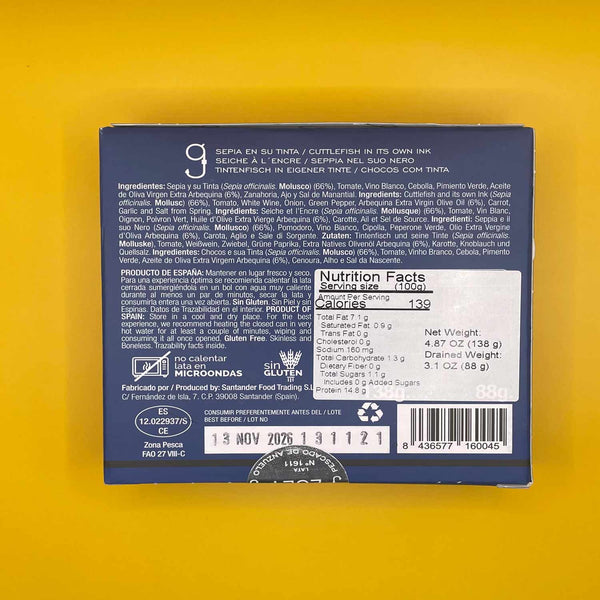 g
SEPIA EN SU TINTA / CUTTLEFISH IN ITS OWN INK
SEICHE À L´ENCRE / SEPPIA NEL SUO NERO
TINTENFISCH IN EIGENER TINTE / CHOCOS COM TINTA
Ingredientes: Sepia y su Tinta (Sepia officinalis. Molusco) (66%), Tomate, Vino Blanco, Cebolla, Pimiento Verde, Aceite
de Oliva Virgen Extra Arbequina (6%), Zanahoria, Ajo y Sal de Manantial. Ingredients: Cuttlefish and its own Ink (Sepia
officinalis. Mollusc) (66%), Tomato, White Wine, Onion, Green Pepper, Arbequina Extra Virgin Olive Oil (6%), Carrot,
Garlic and Salt from Spring. Ingrédients: Seiche et l'Encre (Sepia officinalis. Mollusque) (66%), Tomate, Vin Blanc,
Oignon, Poivron Vert, Huile d'Olive Extra Vierge Arbequina (6%), Carotte, Ail et Sel de Source. Ingredienti: Seppia e il
suo Nero (Sepia officinalis. Mollusco) (66%), Pomodoro, Vino Bianco, Cipolla, Peperone Verde, Olio Extra Vergine
d'Oliva Arbequina (6%), Carota, Aglio e Sale di Sorgente. Zutaten: Tintenfisch und seine Tinte (Sepia officinalis.
Molluske), Tomate, Weißwein, Zwiebel, Grüne Paprika, Extra Natives Olivenöl Arbequina (6%), Karotte, Knoblauch und
Quellsalz. Ingredientes: Chocos e sua Tinta (Sepia officinalis. Molusco) (66%), Tomate, Vinho Branco, Cebola, Pimento
Verde, Azeite de Oliva Extra Virgem Arbequina (6%), Cenoura, Alho e Sal da Nascente.
PRODUCTO DE ESPAÑA: Mantener en lugar fresco y seco.
Para una experiencia óptima se recomienda calentar la lata
cerrada sumergiéndola en un bol con agua muy caliente
durante al menos un par de minutos, secar la lata y
consumirla entera una vez abierta. Sin Gluten. Sin Piel y sin
Espinas. Datos de Trazabilidad en el interior. PRODUCT OF
SPAIN: Store in a cool and dry place. For the best
experience, we recommend heating the closed can in very
hot water for at least a couple of minutes, wiping and
consuming it all once opened. Gluten Free. Skinless and
Boneless. Trazability facts inside.
no calentar
lata en
MICROONDAS
sin
GLUTEN
Fabricado por / Produced by: Santander Food Trading S.L
C/ Fernández de Isla, 7, C.P. 39008 Santander (Spain).
Nutrition Facts
Serving size (100g)
Amount Per Serving
Calories 139
Total Fat 7.1 g
Saturated Fat 0.9 g
Trans Fat 0 g
Cholesterol 0 g
Sodium 160 mg
Total Carbohydrate 1.3 g
Dietary Fiber 0 g
Total Sugars 1.1 g
Includes 0 g Added Sugars
Protein 14.8 g
Net Weight:
4.87 OZ (138 g)
Drained Weight:
3.1 OZ (88 g)
88g
ES
12.022937/S
CE
Zona Pesca
FAO 27 VIII-C
CONSUMIR PREFERENTEMENTE ANTES DEL / LOTE
BEST BEFORE / LOT NO
13 NOV 2026 131121
PESCADO DE ANZUELO
LATA
Nº 1611
8 436577 160045